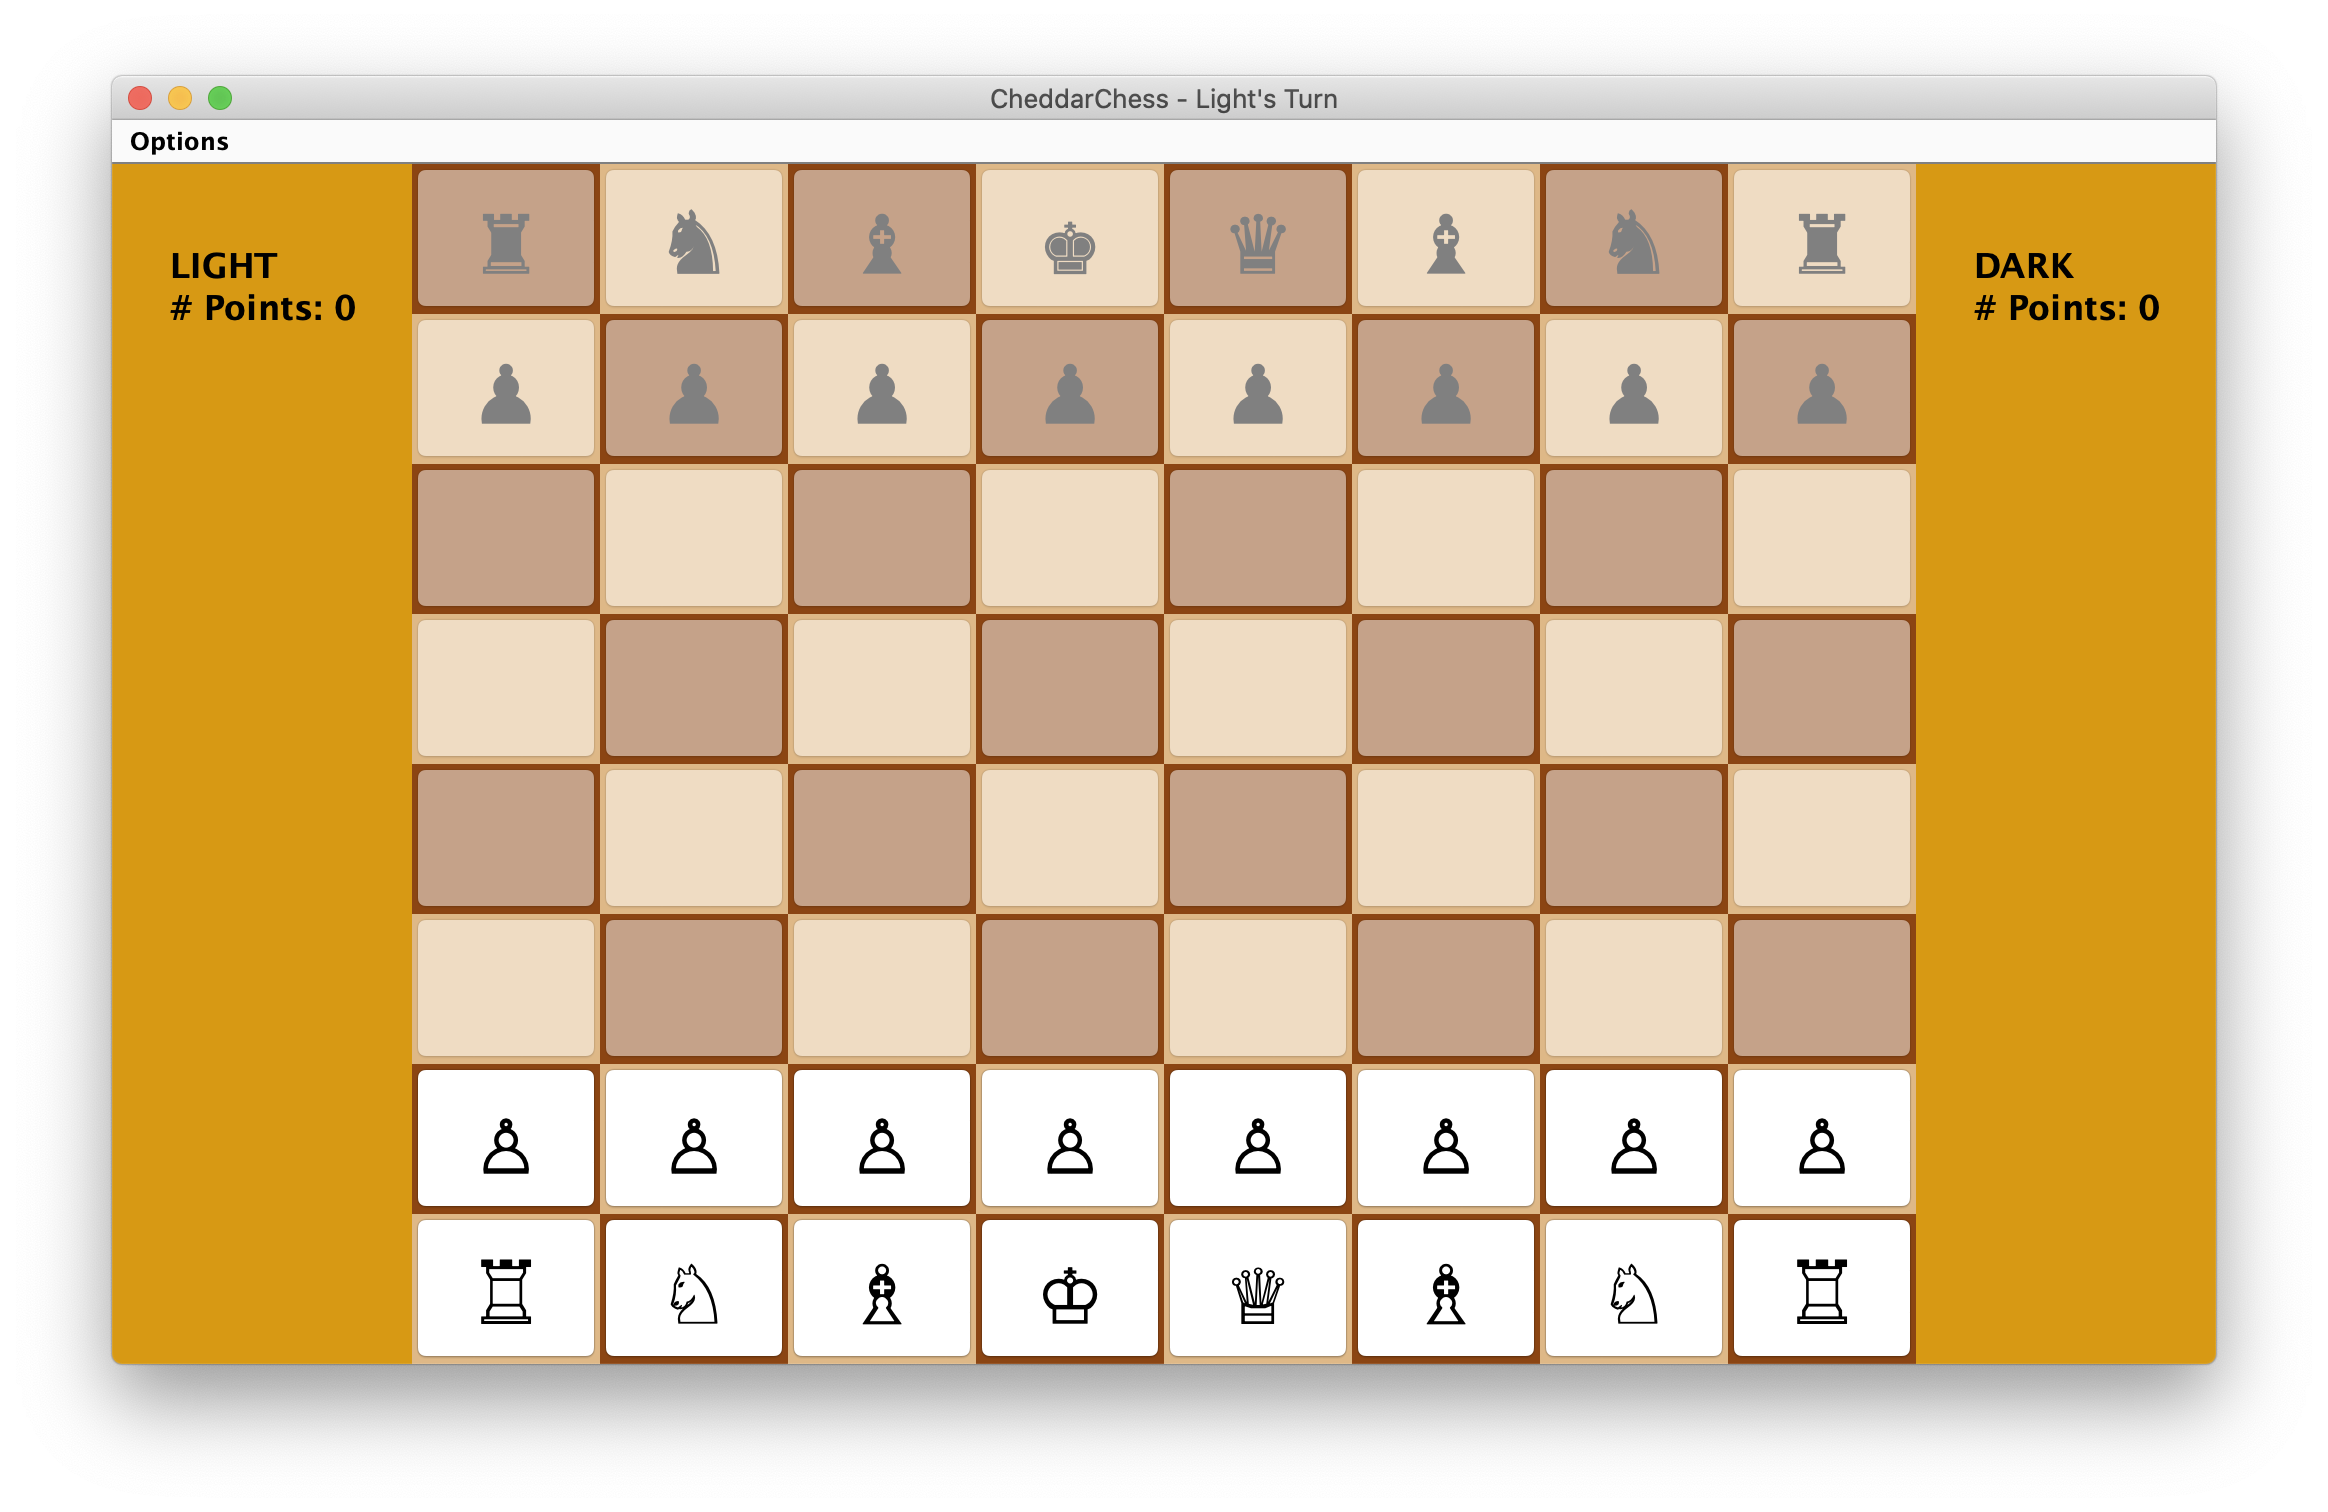 CheddarChess - Light's Turn
Options
LIGHT
# Points: 0
DARK
# Points: 0